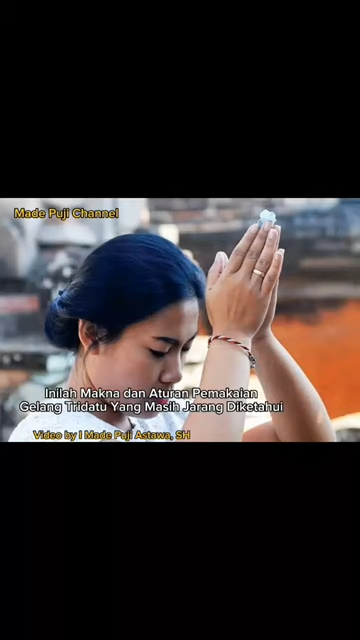 Made Puji Channel
Inilah Makna dan Aturan Pemakaian
Gelang Tridatu Yang Masih Jarang Diketahui
Video by I Made Puji Astawa, SH